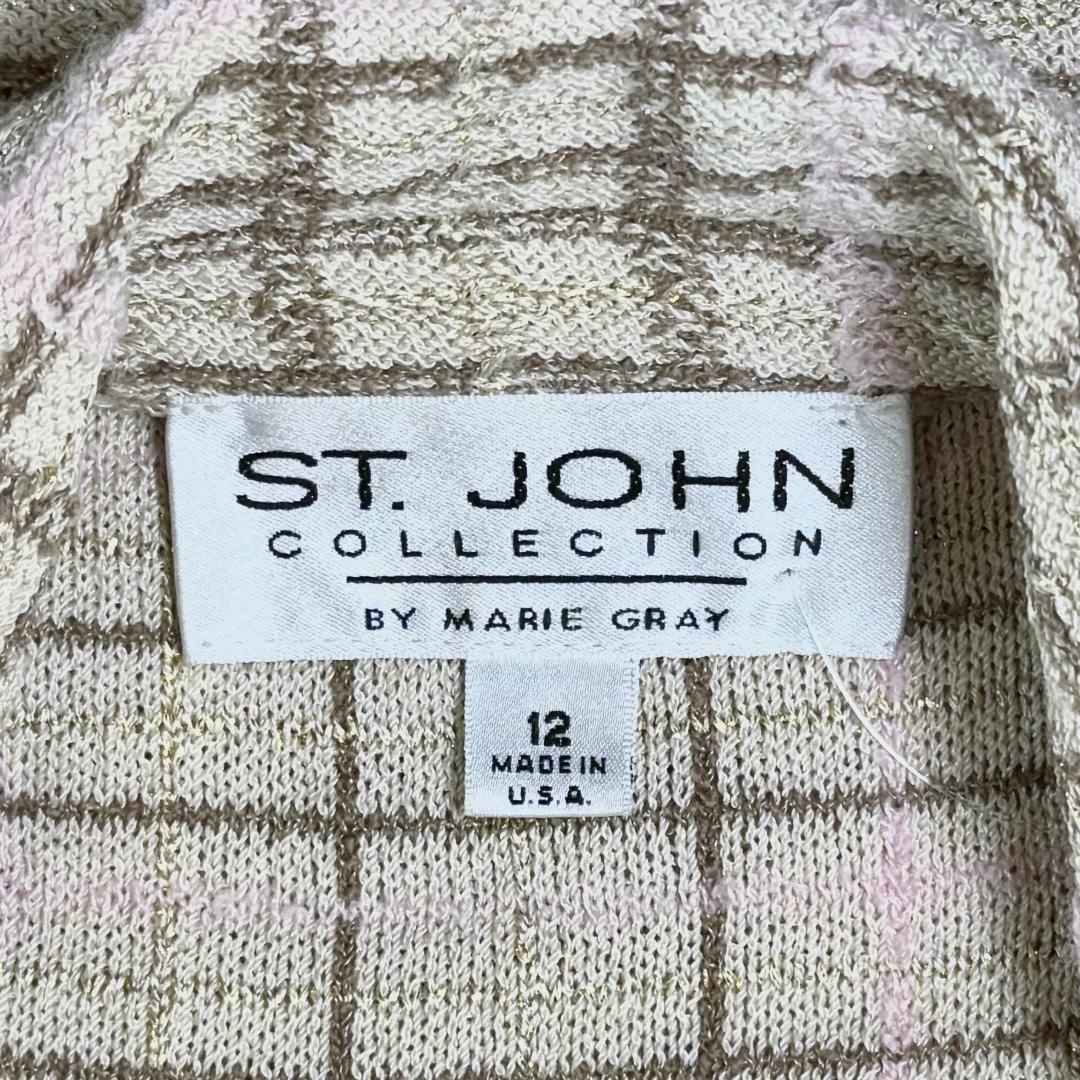 ST. JOHN
COLLECTION
BY MARIE GRAY
12
MADE IN
U.S.A.